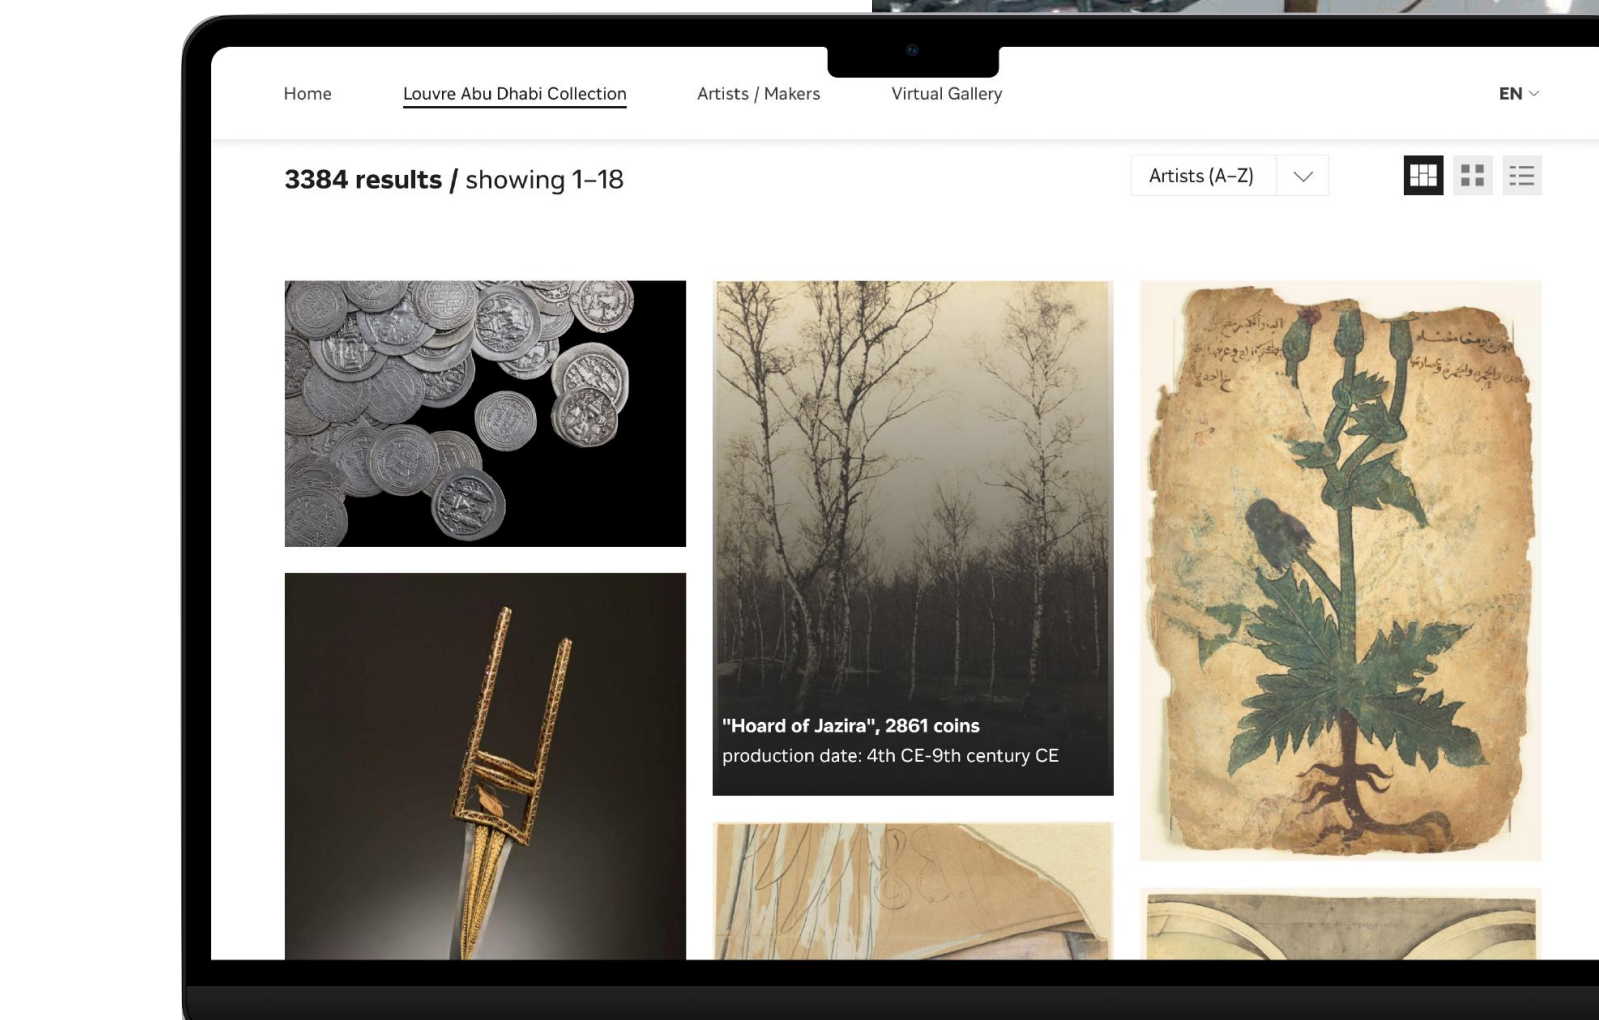 Home
Louvre Abu Dhabi Collection
Artists / Makers
Virtual Gallery
EN
3384 results / showing 1–18
Artists (A–Z)
"Hoard of Jazira", 2861 coins
production date: 4th CE-9th century CE